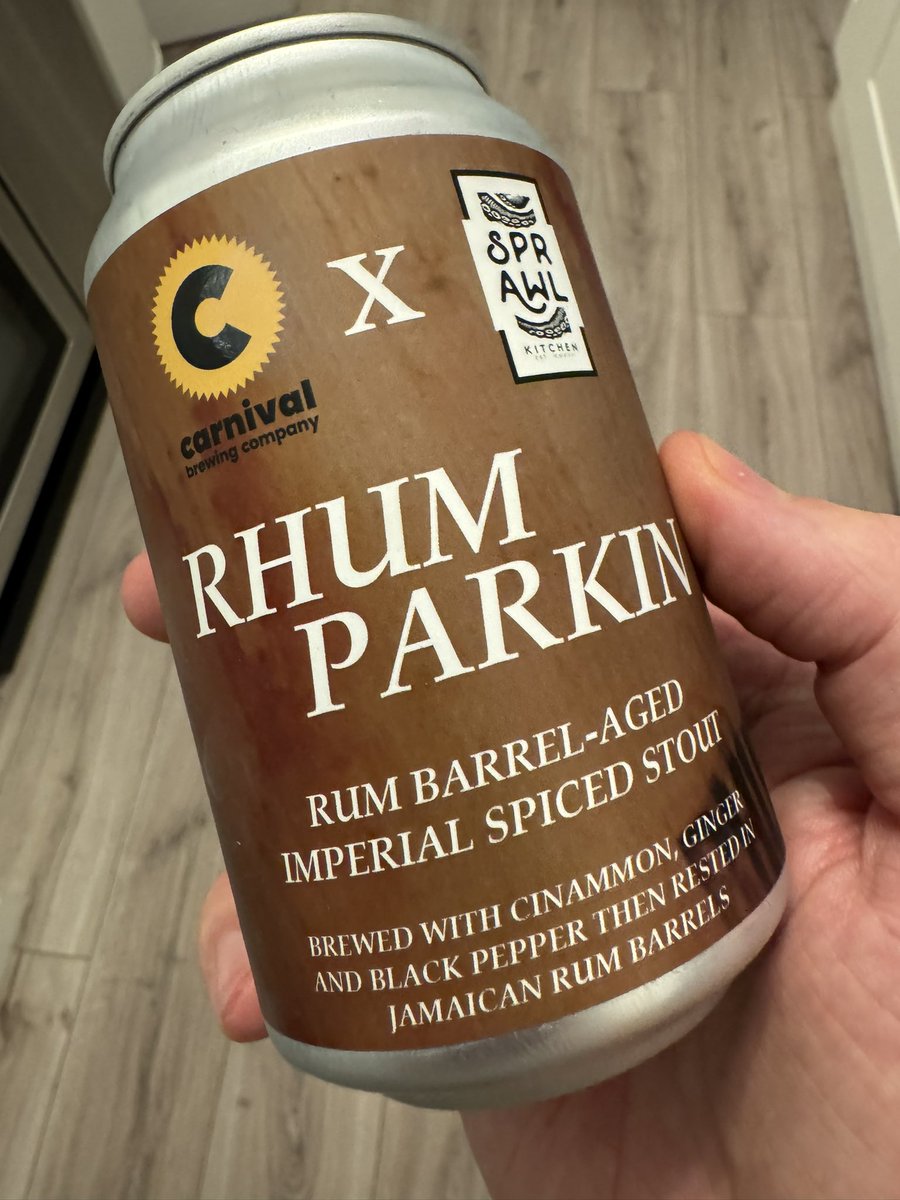 C
carnival
brewing company
X
SPR
AWL
KITCHEN
RHUM
PARKIN
RUM BARREL-AGED
IMPERIAL SPICED STOUT
BREWED WITH CINAMMON, GINGER
AND BLACK PEPPER THEN RESTED IN
JAMAICAN RUM BARRELS